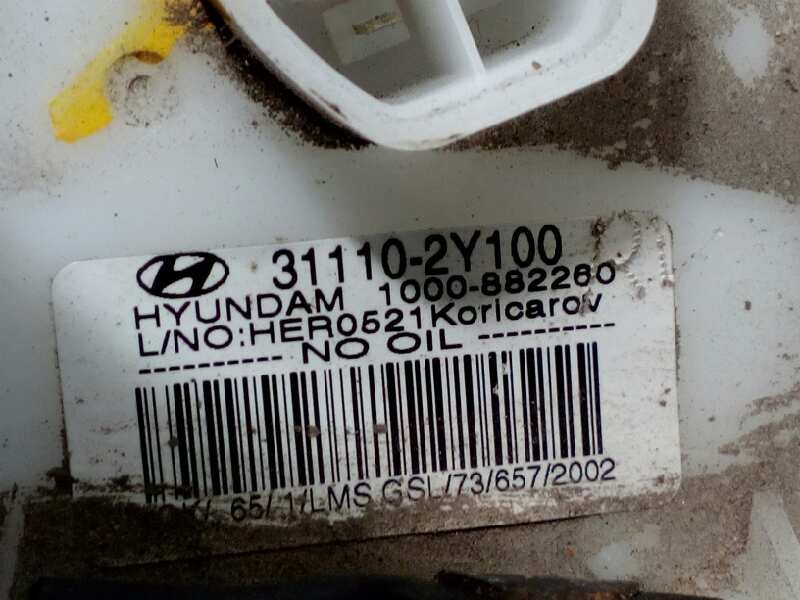 31110-2Y100
HYUNDAM 1000-882260
L/NO:HER0521Koricarov
---------- NO OIL -----------
65/ 1/LMS GSL/73/657/2002